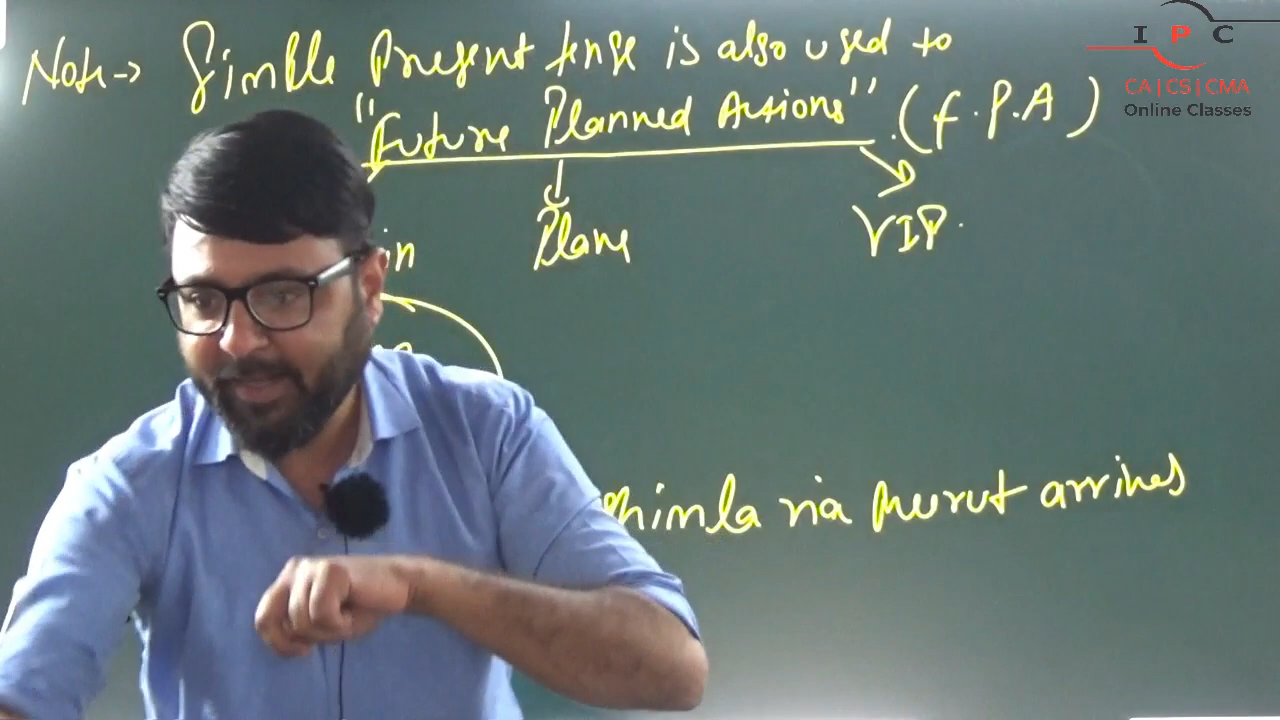 Note→ Simple Present tense is also used to
I P C
CA|CS|CMA
Online Classes
"Future Planned Actions". (F.P.A)
in
Plane
VIP.
Shimla via Meerut arrives